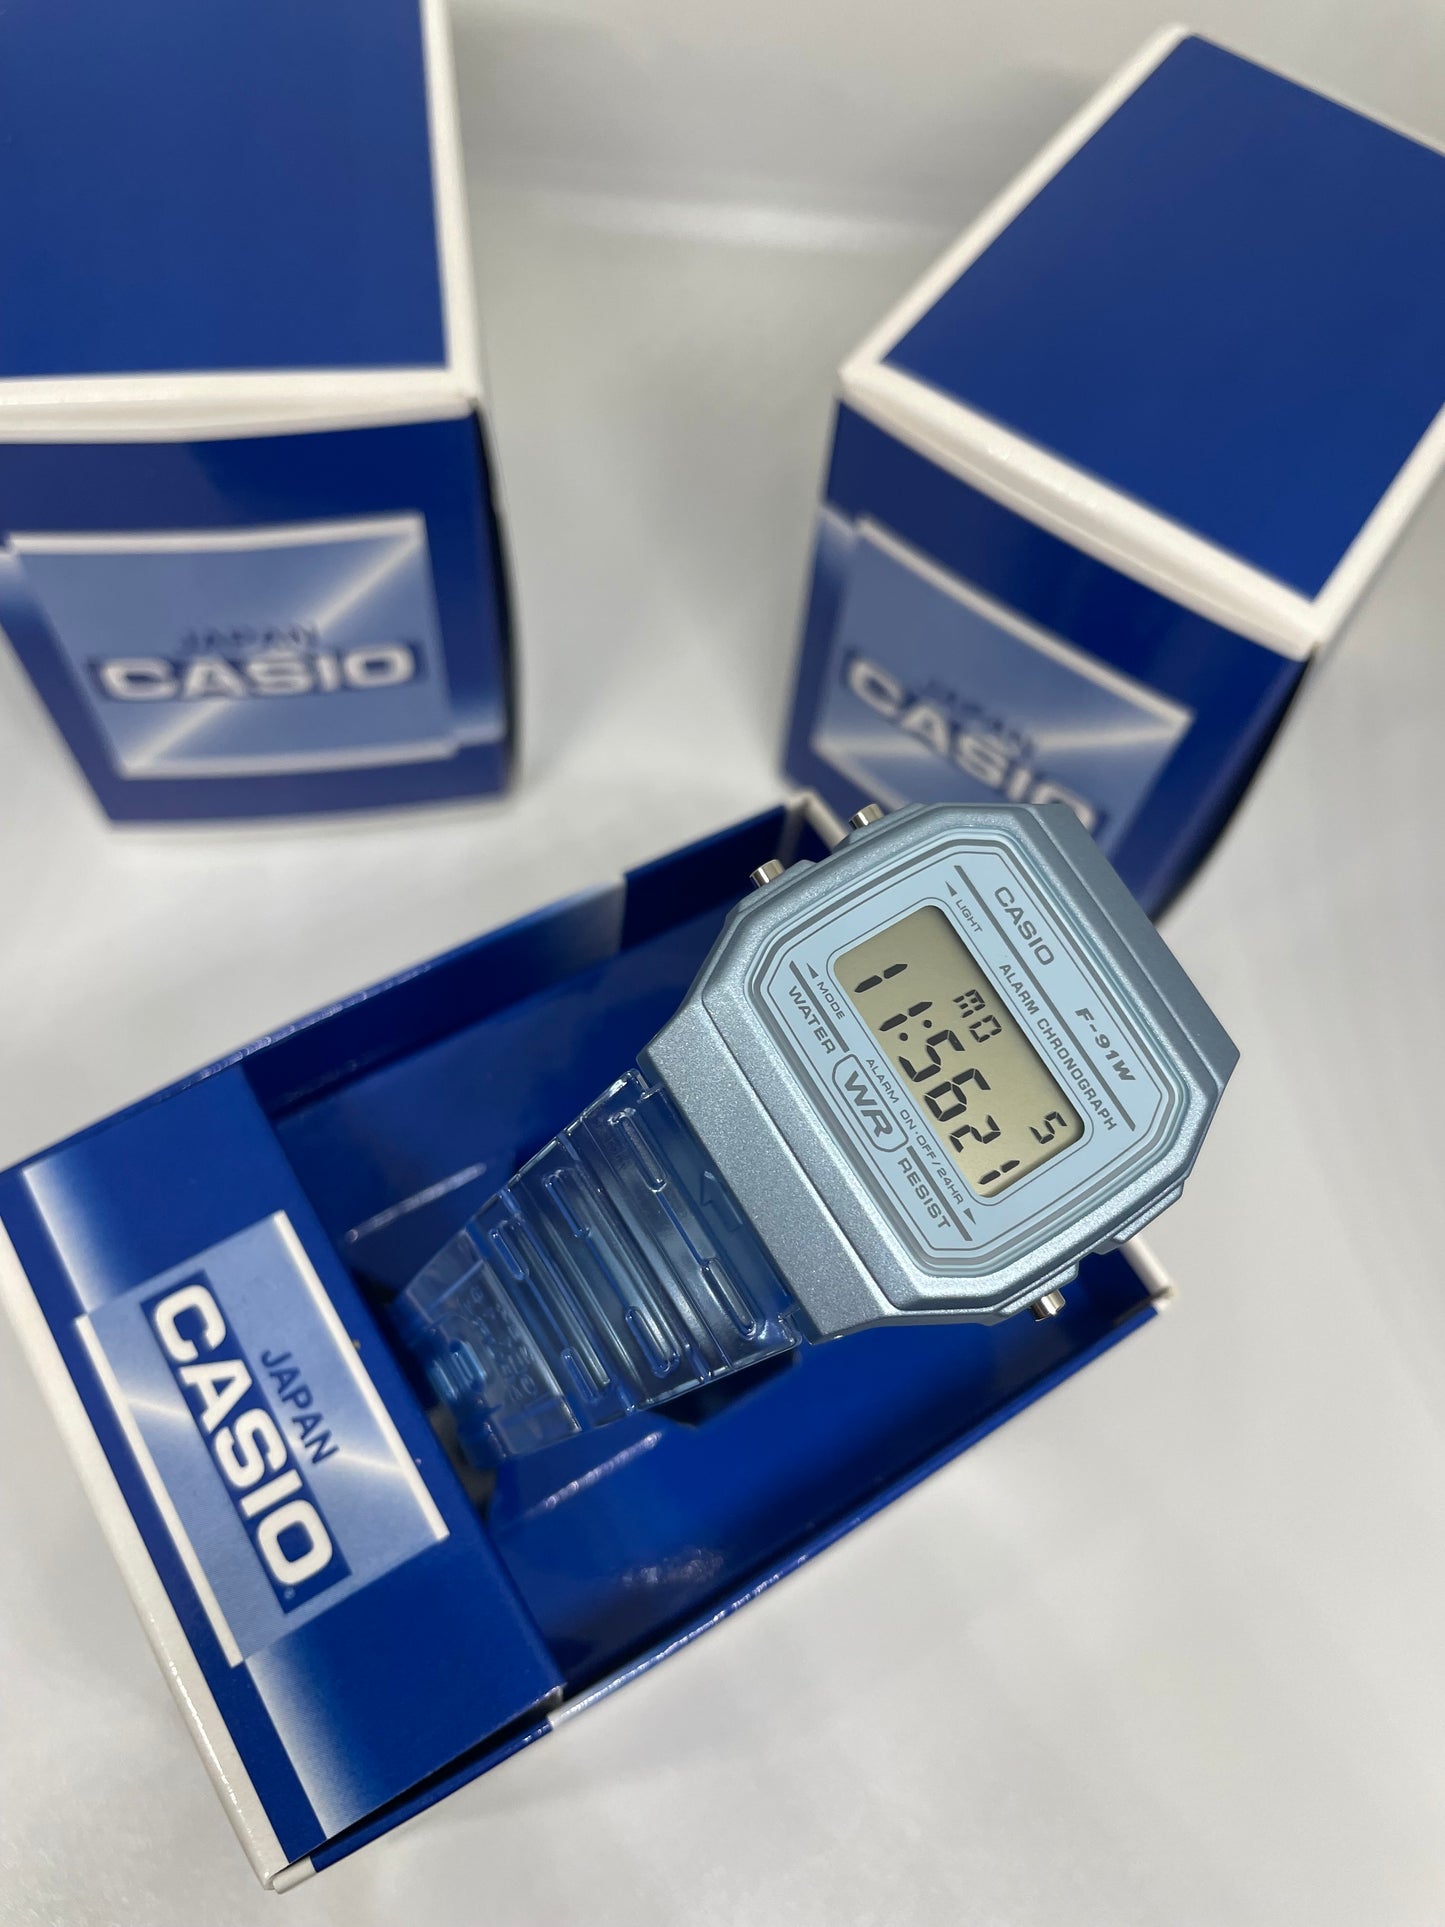 JAPAN
CASIO
JAPAN
CASIO
CASIO
F-91W
ALARM CHRONOGRAPH
LIGHT
MO 5
11:56 21
MODE
ALARM ON·OFF/24HR
WATER WR RESIST
JAPAN
CASIO®